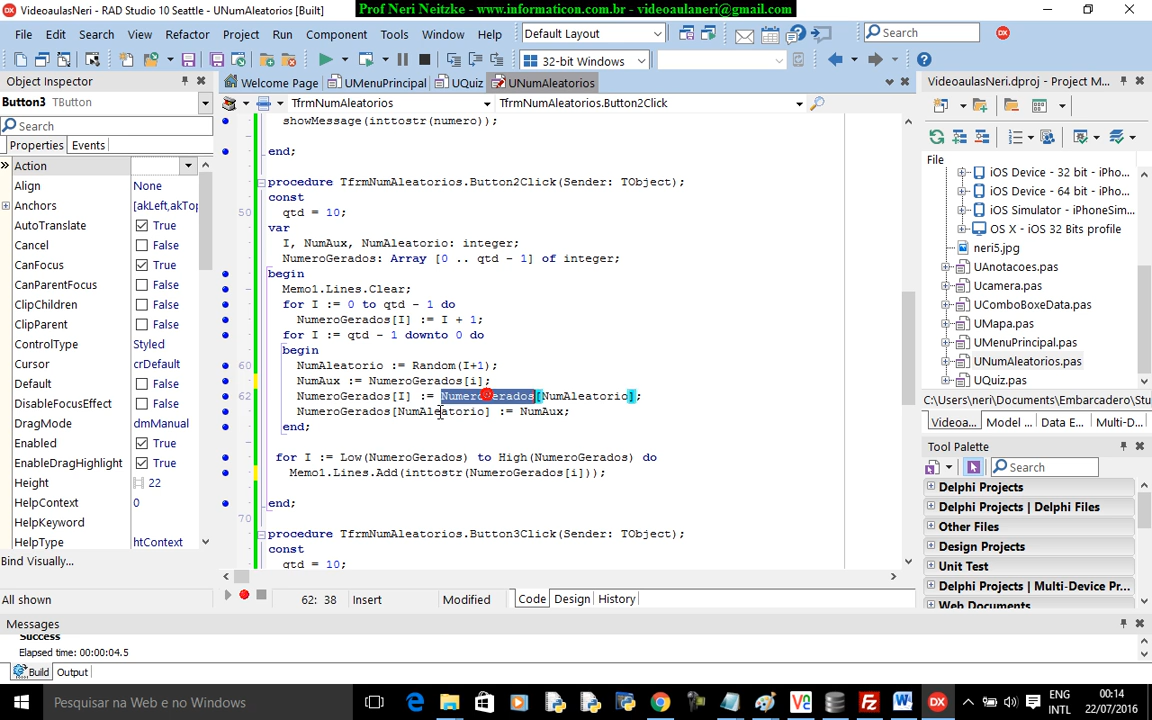 VideoaulasNeri - RAD Studio 10 Seattle - UNumAleatorios [Built]
Prof Neri Neitzke - www.informaticon.com.br - videoaulaneri@gmail.com
File Edit Search View Refactor Project Run Component Tools Window Help
Default Layout
Search
32-bit Windows
Object Inspector
Button3 TButton
Search
Properties Events
Action
Align None
Anchors [akLeft,akTop
AutoTranslate True
Cancel False
CanFocus True
CanParentFocus False
ClipChildren False
ClipParent False
ControlType Styled
Cursor crDefault
Default False
DisableFocusEffect False
DragMode dmManual
Enabled True
EnableDragHighlight True
Height 22
HelpContext 0
HelpKeyword
HelpType htContext
Bind Visually...
All shown
Welcome Page UMenuPrincipal UQuiz UNumAleatorios
TfrmNumAleatorios TfrmNumAleatorios.Button2Click
showMessage(inttostr(numero));
end;
procedure TfrmNumAleatorios.Button2Click(Sender: TObject);
const
50 qtd = 10;
var
I, NumAux, NumAleatorio: integer;
NumeroGerados: Array [0 .. qtd - 1] of integer;
begin
Memo1.Lines.Clear;
for I := 0 to qtd - 1 do
NumeroGerados[I] := I + 1;
for I := qtd - 1 downto 0 do
begin
60 NumAleatorio := Random(I+1);
NumAux := NumeroGerados[i];
62 NumeroGerados[I] := NumeroGerados[NumAleatorio];
NumeroGerados[NumAleatorio] := NumAux;
end;
for I := Low(NumeroGerados) to High(NumeroGerados) do
Memo1.Lines.Add(inttostr(NumeroGerados[i]));
end;
70
procedure TfrmNumAleatorios.Button3Click(Sender: TObject);
const
qtd = 10;
62: 38 Insert Modified Code Design History
VideoaulasNeri.dproj - Project M...
File
iOS Device - 32 bit - iPho...
iOS Device - 64 bit - iPho...
iOS Simulator - iPhoneSim...
OS X - iOS 32 Bits profile
neri5.jpg
UAnotacoes.pas
Ucamera.pas
UComboBoxData.pas
UMapa.pas
UMenuPrincipal.pas
UNumAleatorios.pas
UQuiz.pas
C:\Users\neri\Documents\Embarcadero\Stu
Videoa... Model ... Data E... Multi-D...
Tool Palette
Search
Delphi Projects
Delphi Projects | Delphi Files
Other Files
Design Projects
Unit Test
Delphi Projects | Multi-Device Pr...
Web Documents
Messages
Success
Elapsed time: 00:00:04.5
Build Output
Pesquisar na Web e no Windows
ENG
INTL
00:14
22/07/2016